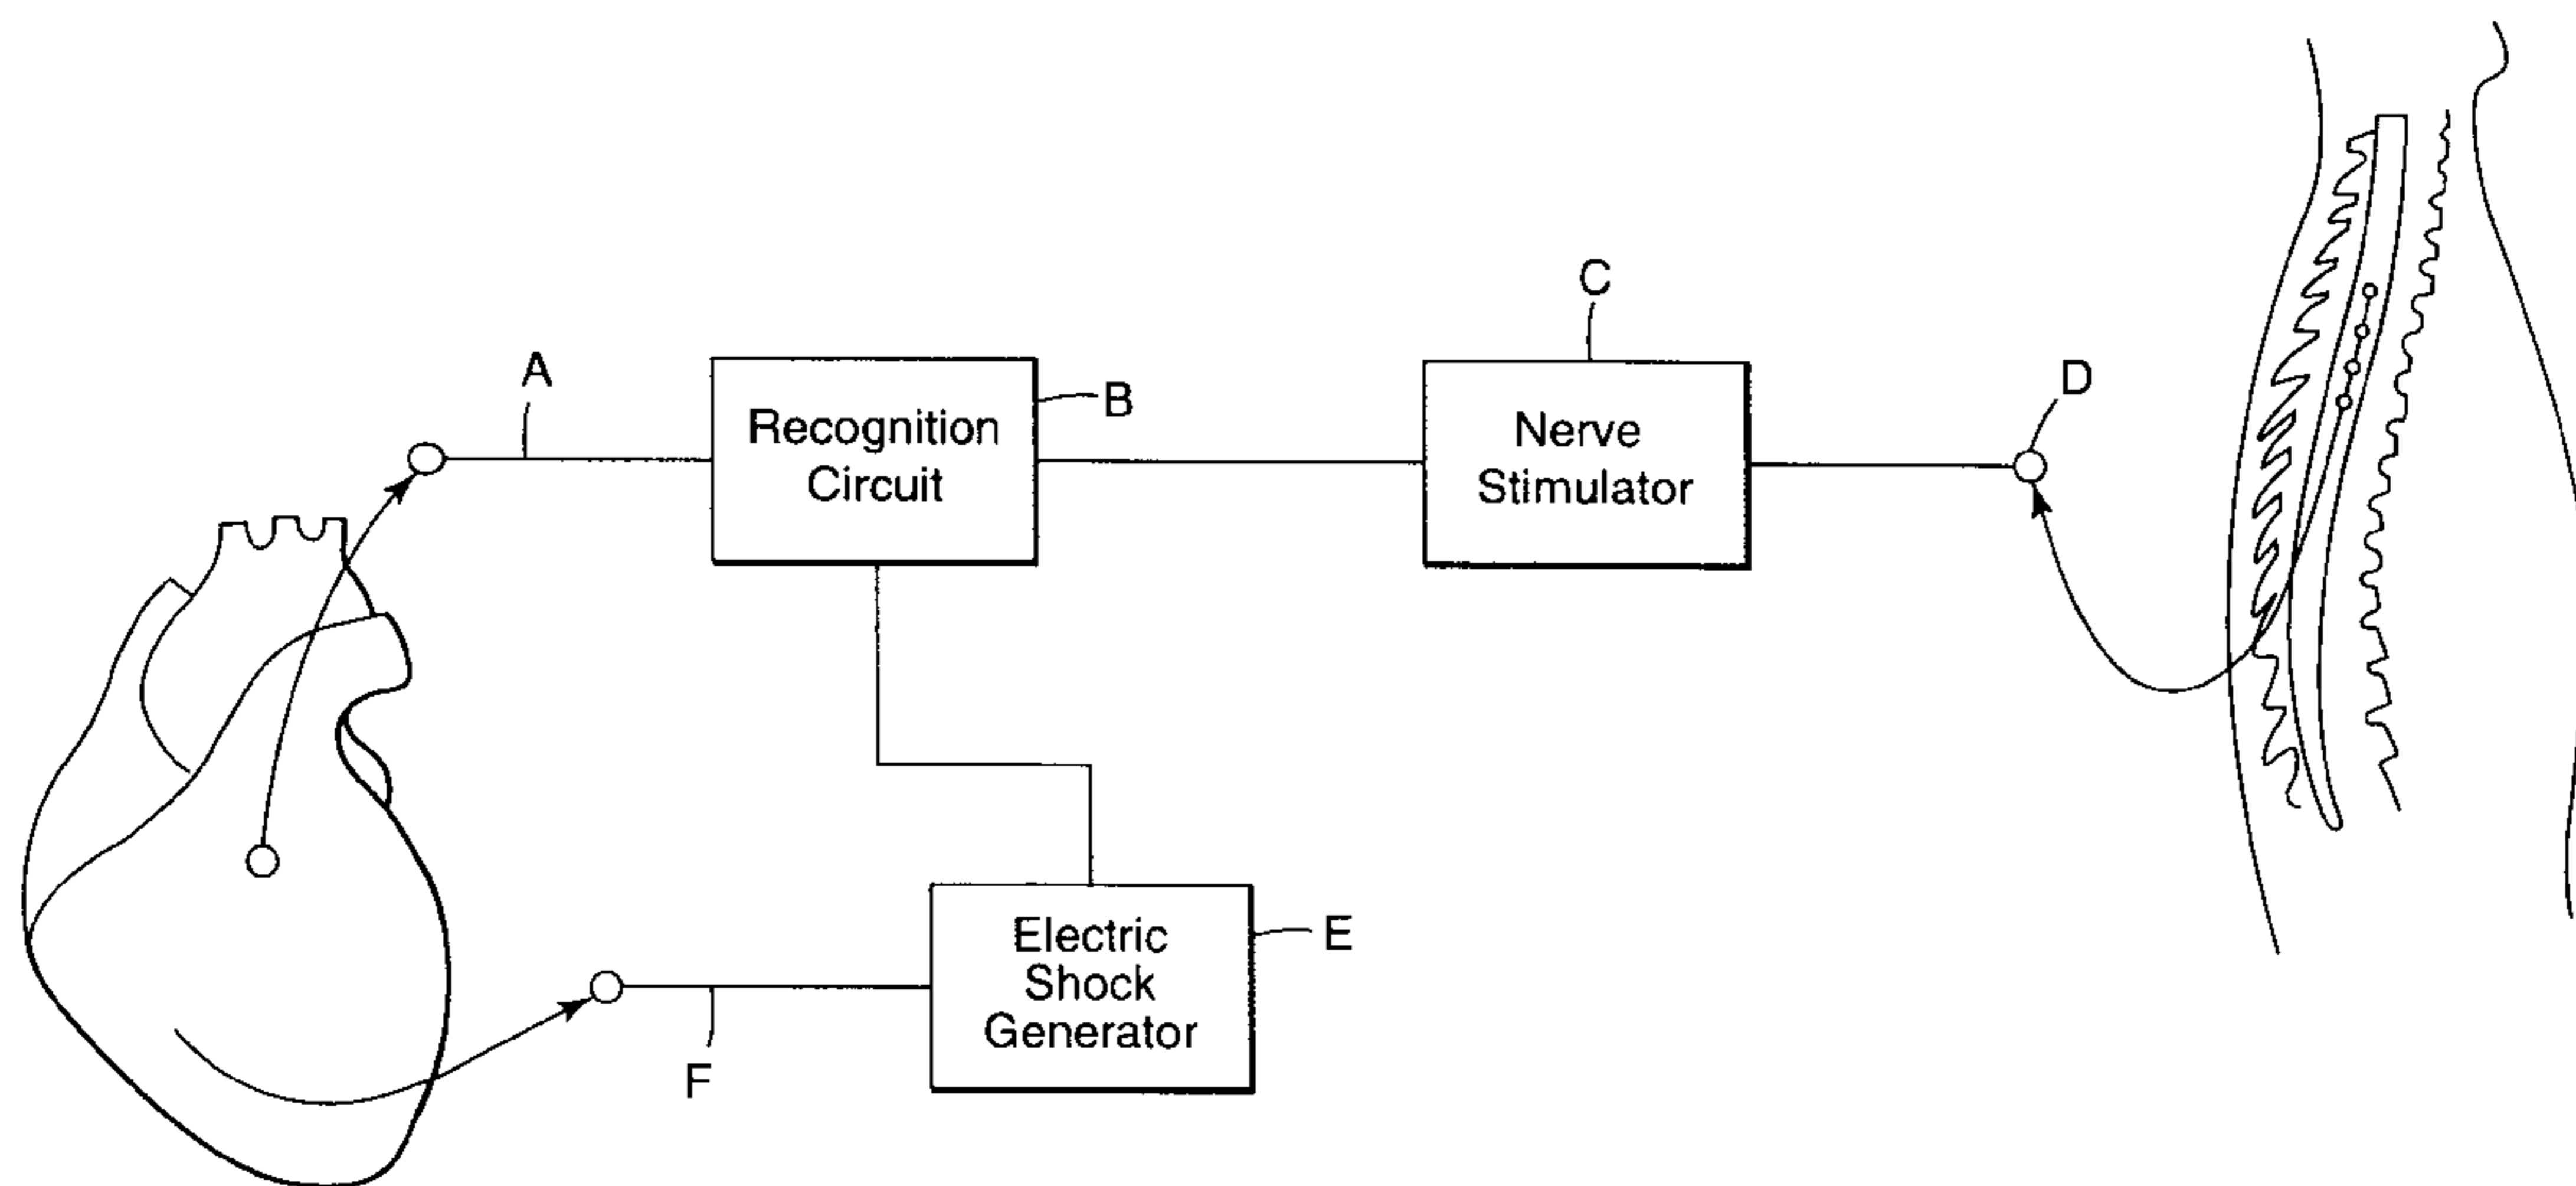 C
A
D
B
Recognition
Circuit
Nerve
Stimulator
E
Electric
Shock
Generator
F